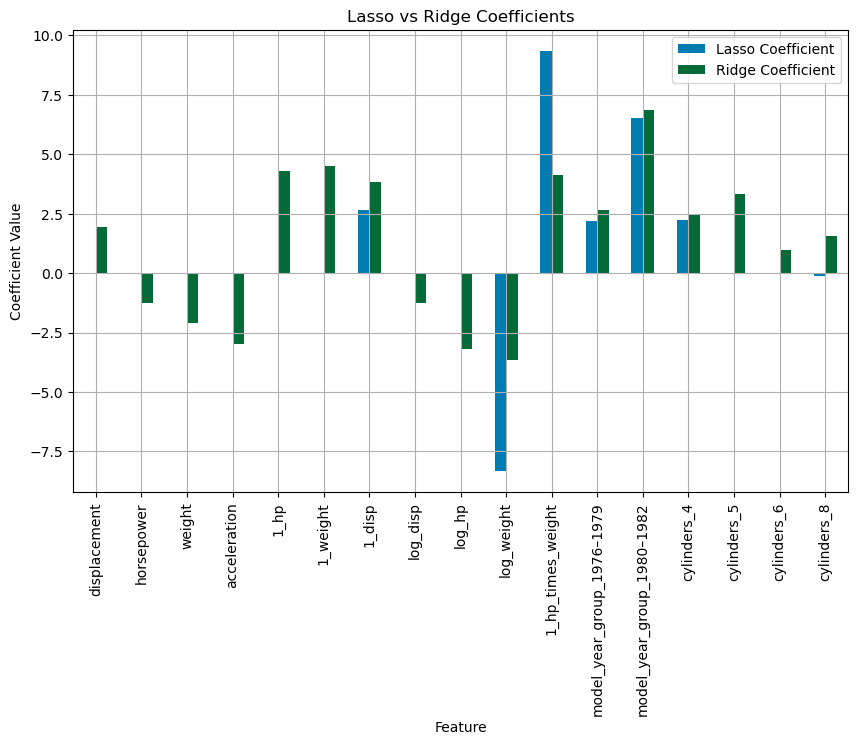 Lasso vs Ridge Coefficients
Lasso Coefficient
Ridge Coefficient
10.0
7.5
5.0
2.5
0.0
−2.5
−5.0
−7.5
Coefficient Value
displacement
horsepower
weight
acceleration
1_hp
1_weight
1_disp
log_disp
log_hp
log_weight
1_hp_times_weight
model_year_group_1976–1979
model_year_group_1980–1982
cylinders_4
cylinders_5
cylinders_6
cylinders_8
Feature